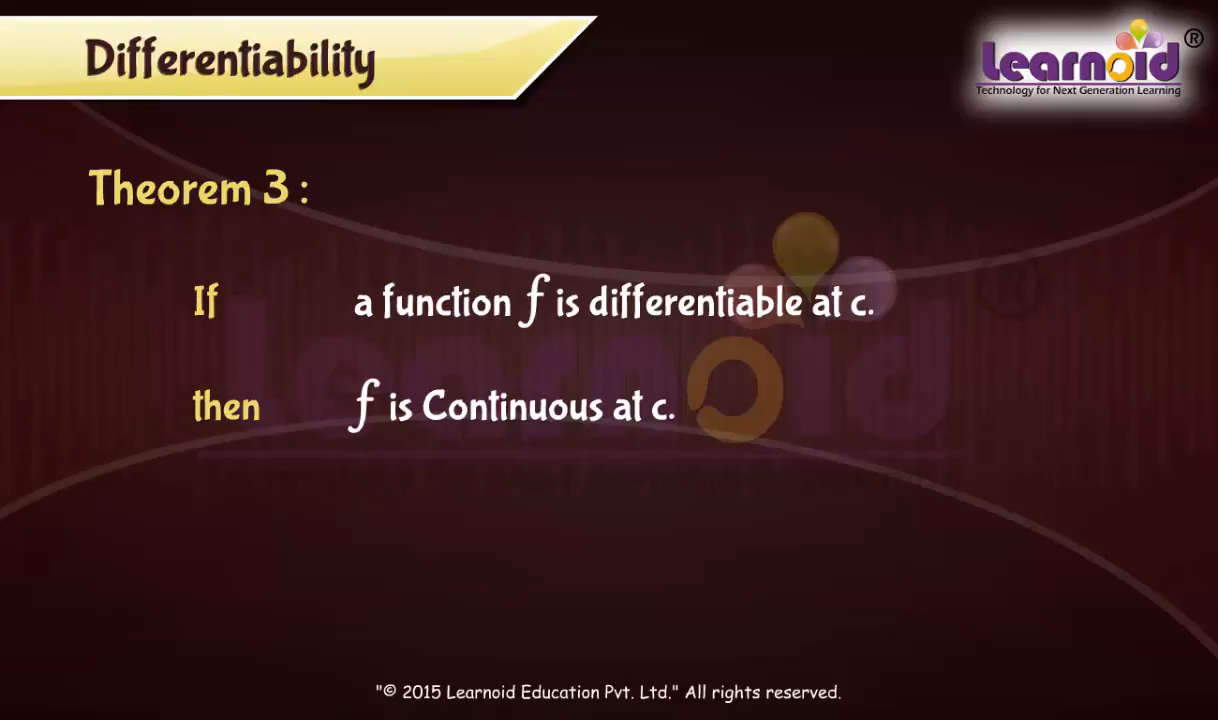 Differentiability
Learnoid®
Technology for Next Generation Learning
Theorem 3 :
If a function f is differentiable at c.
then f is Continuous at c.
"© 2015 Learnoid Education Pvt. Ltd." All rights reserved.